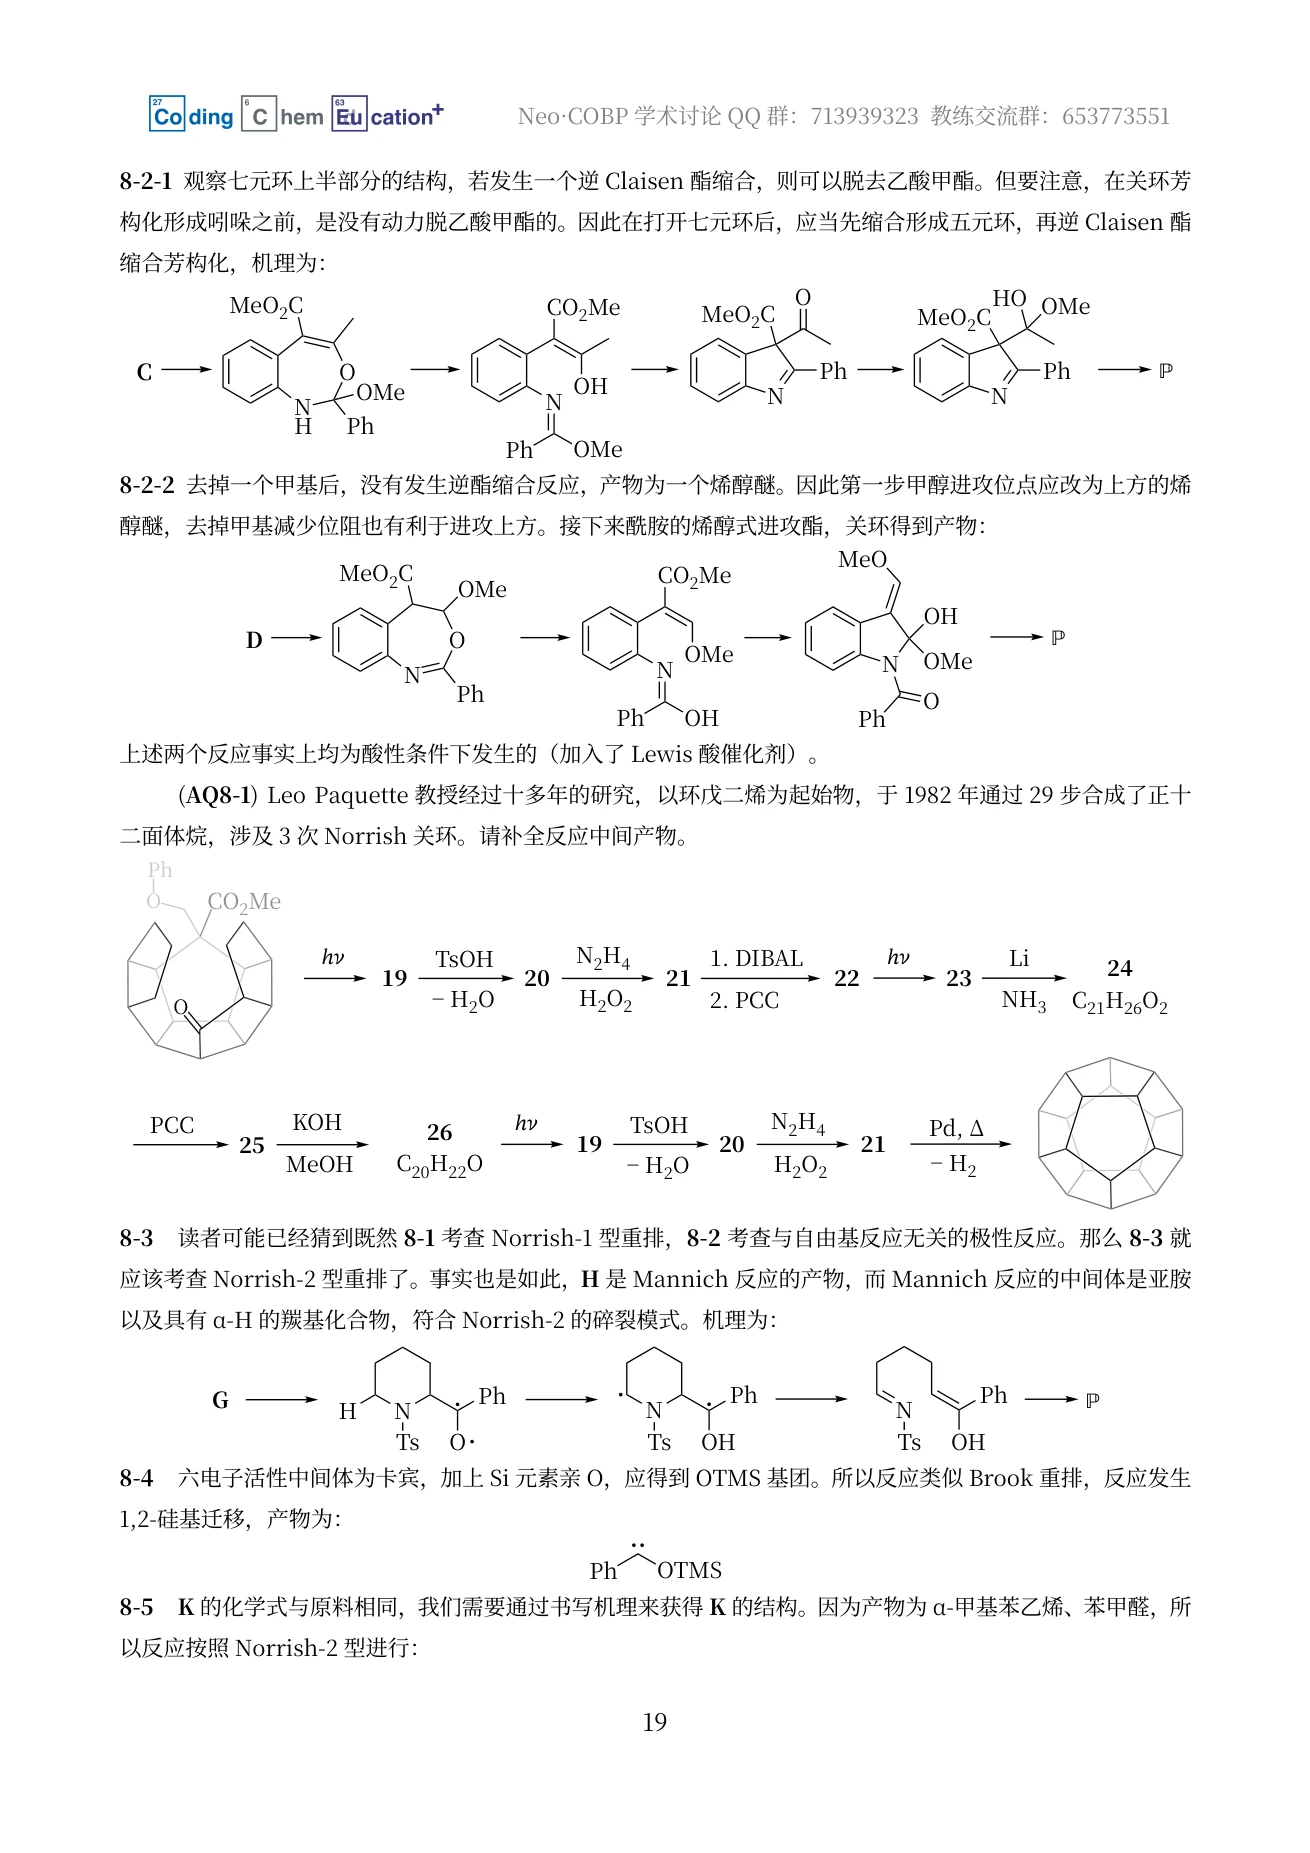 27 Co ding 6 C hem 63 Eu cation+ Neo·COBP 学术讨论 QQ 群：713939323 教练交流群：653773551
8-2-1 观察七元环上半部分的结构，若发生一个逆 Claisen 酯缩合，则可以脱去乙酸甲酯。但要注意，在关环芳
构化形成吲哚之前，是没有动力脱乙酸甲酯的。因此在打开七元环后，应当先缩合形成五元环，再逆 Claisen 酯
缩合芳构化，机理为：
C MeO2C O OMe N H Ph
CO2Me OH N Ph OMe
MeO2C O Ph N
HO OMe MeO2C Ph N ℙ
8-2-2 去掉一个甲基后，没有发生逆酯缩合反应，产物为一个烯醇醚。因此第一步甲醇进攻位点应改为上方的烯
醇醚，去掉甲基减少位阻也有利于进攻上方。接下来酰胺的烯醇式进攻酯，关环得到产物：
D MeO2C OMe O N Ph
CO2Me OMe N Ph OH
MeO OH OMe N O Ph ℙ
上述两个反应事实上均为酸性条件下发生的（加入了 Lewis 酸催化剂）。
(AQ8-1) Leo Paquette 教授经过十多年的研究，以环戊二烯为起始物，于 1982 年通过 29 步合成了正十
二面体烷，涉及 3 次 Norrish 关环。请补全反应中间产物。
Ph
O CO2Me
O
hν 19 TsOH − H2O 20 N2H4 H2O2 21 1. DIBAL 2. PCC 22 hν 23 Li NH3 24 C21H26O2
PCC 25 KOH MeOH 26 C20H22O hν 19 TsOH − H2O 20 N2H4 H2O2 21 Pd, Δ − H2
8-3 读者可能已经猜到既然 8-1 考查 Norrish-1 型重排，8-2 考查与自由基反应无关的极性反应。那么 8-3 就
应该考查 Norrish-2 型重排了。事实也是如此，H 是 Mannich 反应的产物，而 Mannich 反应的中间体是亚胺
以及具有 α-H 的羰基化合物，符合 Norrish-2 的碎裂模式。机理为：
G H N Ts Ph O·
N Ts Ph OH
N Ts Ph OH ℙ
8-4 六电子活性中间体为卡宾，加上 Si 元素亲 O，应得到 OTMS 基团。所以反应类似 Brook 重排，反应发生
1,2-硅基迁移，产物为：
Ph OTMS
8-5 K 的化学式与原料相同，我们需要通过书写机理来获得 K 的结构。因为产物为 α-甲基苯乙烯、苯甲醛，所
以反应按照 Norrish-2 型进行：
19